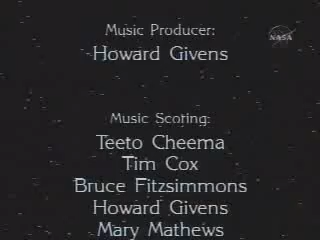 Music Producer:
Howard Givens
NASA
Music Scoring:
Teeto Cheema
Tim Cox
Bruce Fitzsimmons
Howard Givens
Mary Mathews